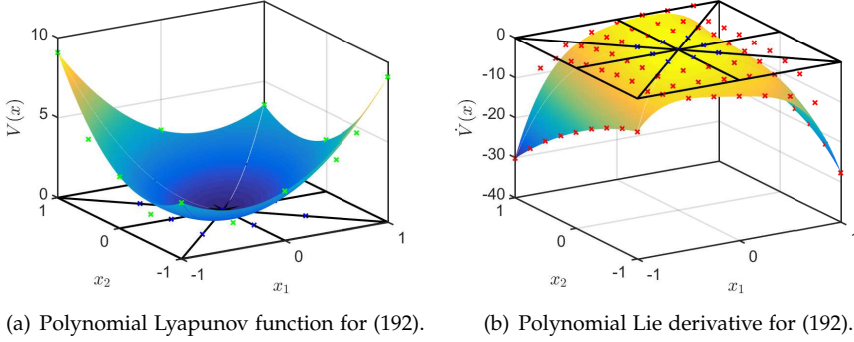 10
5
0
V(x)
1
0
-1
x₂
-1
0
1
x₁
(a) Polynomial Lyapunov function for (192).
0
-10
-20
-30
-40
V̇(x)
1
0
-1
x₂
-1
0
1
x₁
(b) Polynomial Lie derivative for (192).